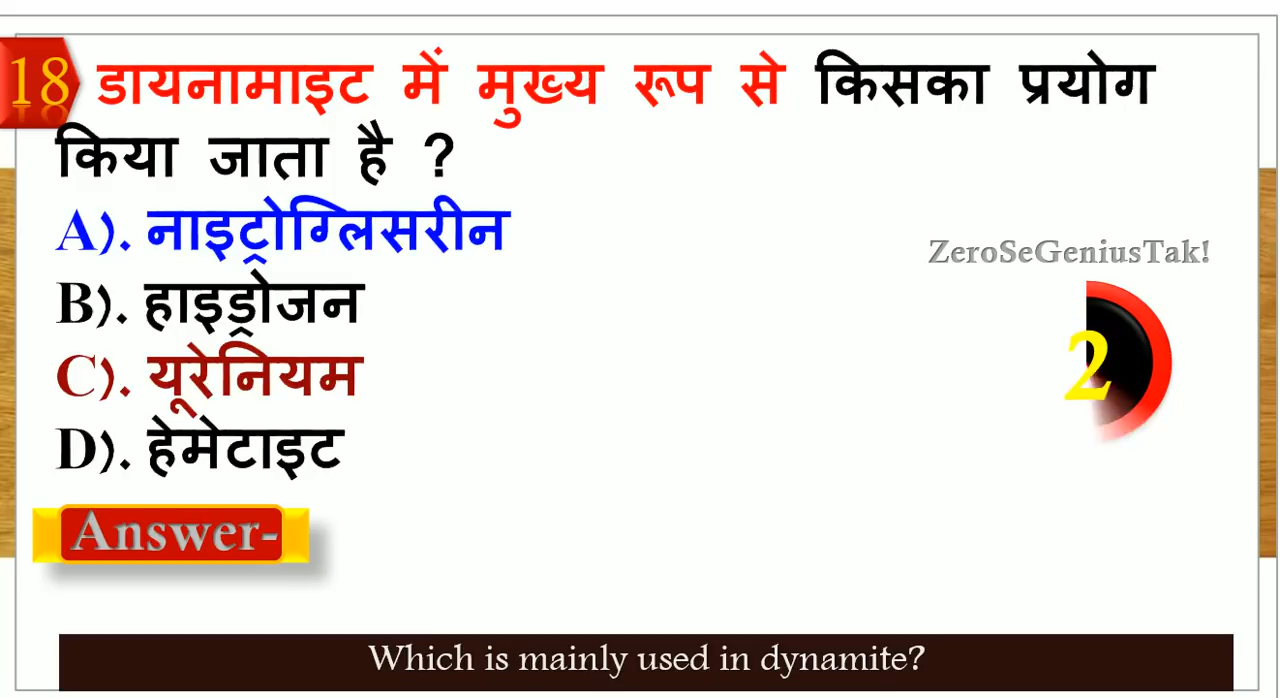 18 डायनामाइट में मुख्य रूप से किसका प्रयोग
किया जाता है ?
A). नाइट्रोग्लिसरीन
ZeroSeGeniusTak!
B). हाइड्रोजन
2
C). यूरेनियम
D). हेमेटाइट
Answer-
Which is mainly used in dynamite?